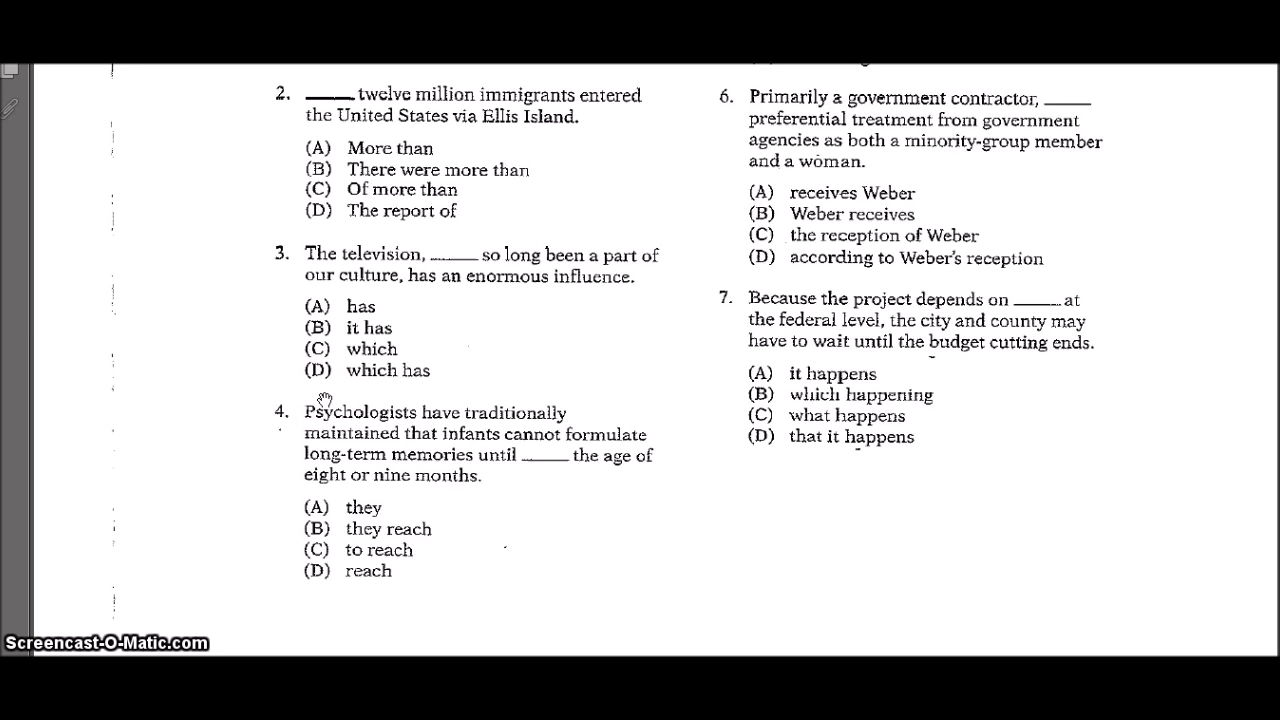 2. _____ twelve million immigrants entered
the United States via Ellis Island.
(A) More than
(B) There were more than
(C) Of more than
(D) The report of
3. The television, _____ so long been a part of
our culture, has an enormous influence.
(A) has
(B) it has
(C) which
(D) which has
4. Psychologists have traditionally
maintained that infants cannot formulate
long-term memories until _____ the age of
eight or nine months.
(A) they
(B) they reach
(C) to reach
(D) reach
6. Primarily a government contractor, _____
preferential treatment from government
agencies as both a minority-group member
and a woman.
(A) receives Weber
(B) Weber receives
(C) the reception of Weber
(D) according to Weber's reception
7. Because the project depends on _____ at
the federal level, the city and county may
have to wait until the budget cutting ends.
(A) it happens
(B) which happening
(C) what happens
(D) that it happens
Screencast-O-Matic.com